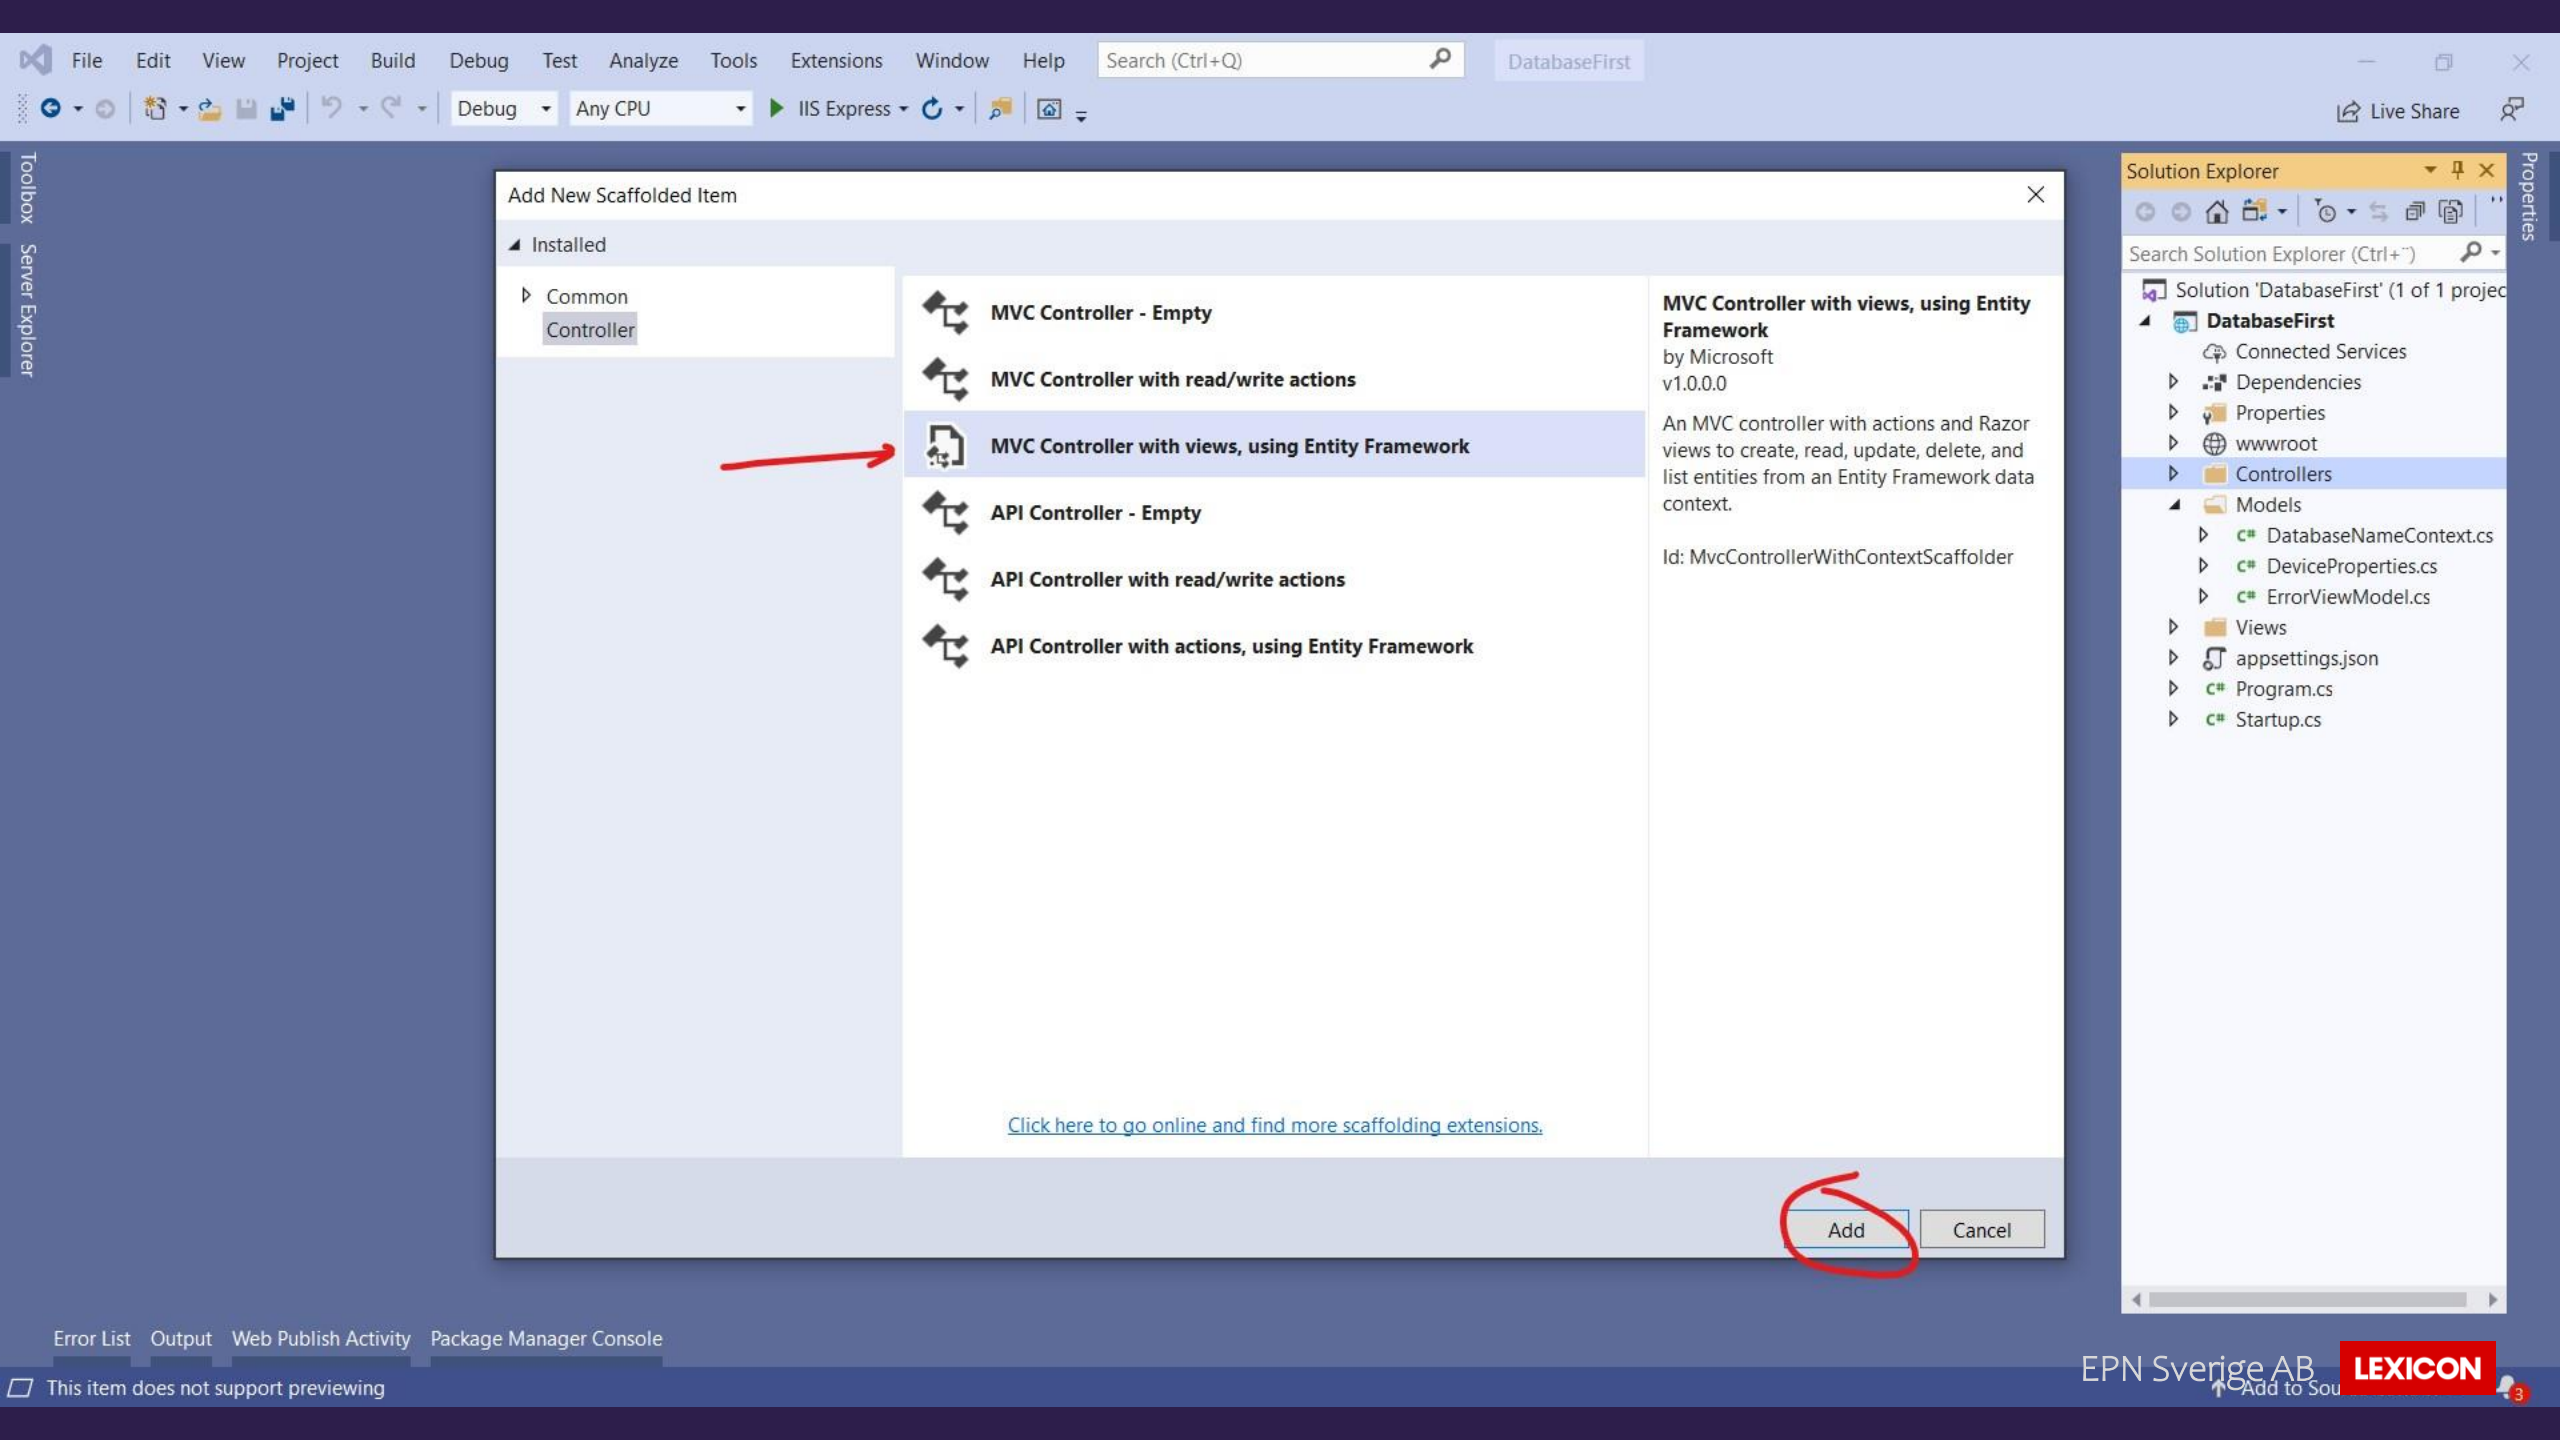 File Edit View Project Build Debug Test Analyze Tools Extensions Window Help Search (Ctrl+Q) DatabaseFirst
Debug Any CPU IIS Express Live Share
Toolbox
Server Explorer
Add New Scaffolded Item
Installed
Common
Controller
MVC Controller - Empty
MVC Controller with read/write actions
MVC Controller with views, using Entity Framework
API Controller - Empty
API Controller with read/write actions
API Controller with actions, using Entity Framework
Click here to go online and find more scaffolding extensions.
MVC Controller with views, using Entity
Framework
by Microsoft
v1.0.0.0
An MVC controller with actions and Razor
views to create, read, update, delete, and
list entities from an Entity Framework data
context.
Id: MvcControllerWithContextScaffolder
Add Cancel
Solution Explorer
Search Solution Explorer (Ctrl+¨)
Solution 'DatabaseFirst' (1 of 1 projec
DatabaseFirst
Connected Services
Dependencies
Properties
wwwroot
Controllers
Models
C# DatabaseNameContext.cs
C# DeviceProperties.cs
C# ErrorViewModel.cs
Views
appsettings.json
C# Program.cs
C# Startup.cs
Properties
Error List Output Web Publish Activity Package Manager Console
This item does not support previewing
EPN Sverige AB LEXICON
Add to Sou
3